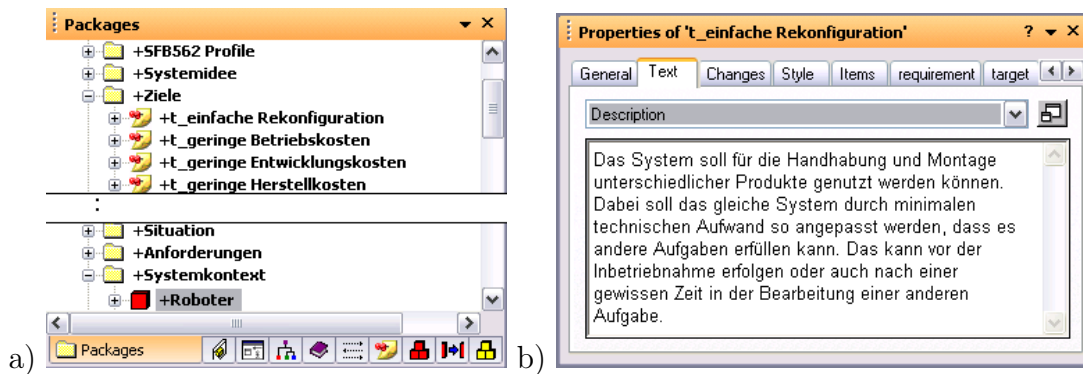 Packages
+SFB562 Profile
+Systemidee
+Ziele
+t_einfache Rekonfiguration
+t_geringe Betriebskosten
+t_geringe Entwicklungskosten
+t_geringe Herstellkosten
:
+Situation
+Anforderungen
+Systemkontext
+Roboter
Packages
a)
Properties of 't_einfache Rekonfiguration'
General Text Changes Style Items requirement target
Description
Das System soll für die Handhabung und Montage
unterschiedlicher Produkte genutzt werden können.
Dabei soll das gleiche System durch minimalen
technischen Aufwand so angepasst werden, dass es
andere Aufgaben erfüllen kann. Das kann vor der
Inbetriebnahme erfolgen oder auch nach einer
gewissen Zeit in der Bearbeitung einer anderen
Aufgabe.
b)